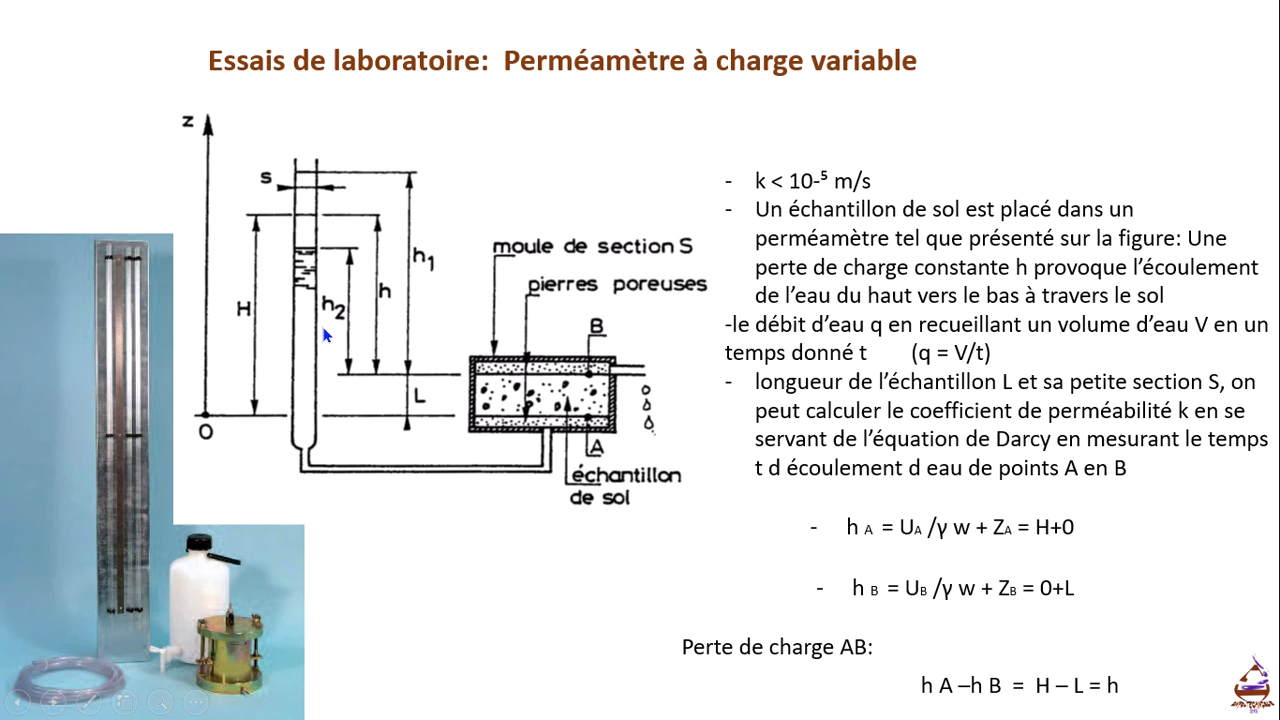 Essais de laboratoire: Perméamètre à charge variable
z
s
h₁
H
h₂
h
L
O
moule de section S
pierres poreuses
B
A
échantillon
de sol
- k < 10-⁵ m/s
- Un échantillon de sol est placé dans un
perméamètre tel que présenté sur la figure: Une
perte de charge constante h provoque l’écoulement
de l’eau du haut vers le bas à travers le sol
-le débit d’eau q en recueillant un volume d’eau V en un
temps donné t (q = V/t)
- longueur de l’échantillon L et sa petite section S, on
peut calculer le coefficient de perméabilité k en se
servant de l’équation de Darcy en mesurant le temps
t d écoulement d eau de points A en B
- h A = UA /γ w + ZA = H+0
- h B = UB /γ w + ZB = 0+L
Perte de charge AB:
h A –h B = H – L = h